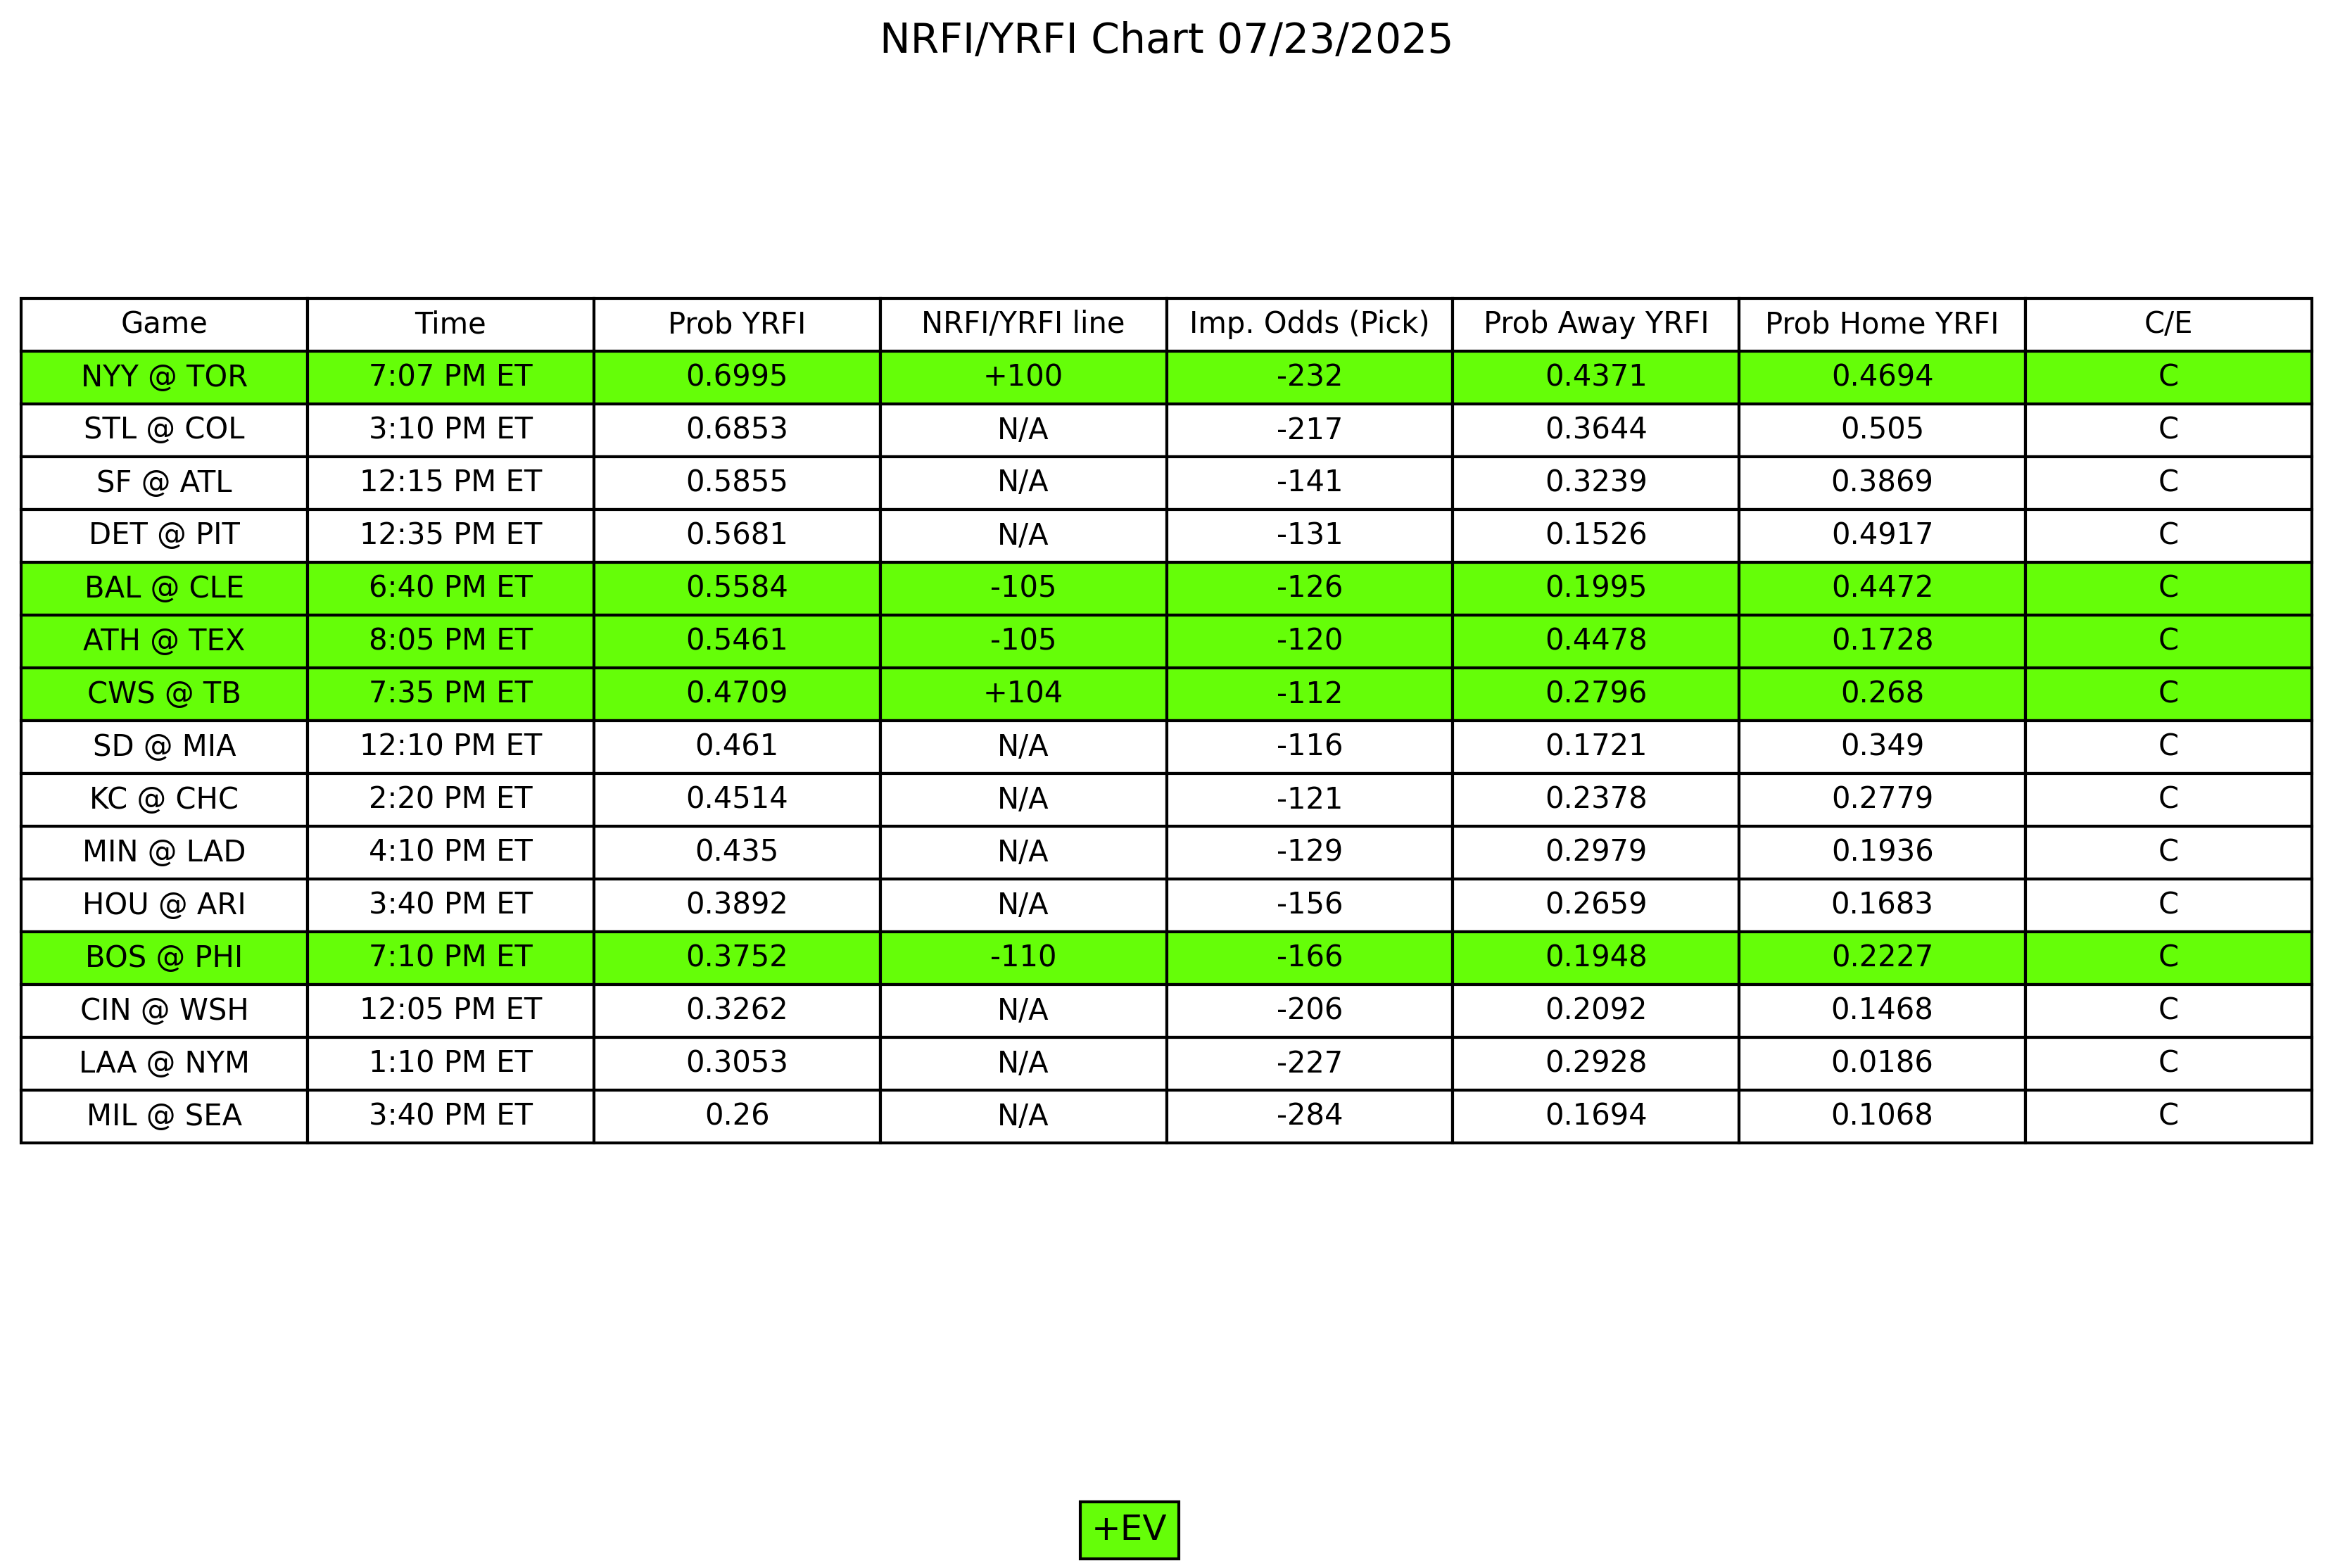 NRFI/YRFI Chart 07/23/2025
Game Time Prob YRFI NRFI/YRFI line Imp. Odds (Pick) Prob Away YRFI Prob Home YRFI C/E
NYY @ TOR 7:07 PM ET 0.6995 +100 -232 0.4371 0.4694 C
STL @ COL 3:10 PM ET 0.6853 N/A -217 0.3644 0.505 C
SF @ ATL 12:15 PM ET 0.5855 N/A -141 0.3239 0.3869 C
DET @ PIT 12:35 PM ET 0.5681 N/A -131 0.1526 0.4917 C
BAL @ CLE 6:40 PM ET 0.5584 -105 -126 0.1995 0.4472 C
ATH @ TEX 8:05 PM ET 0.5461 -105 -120 0.4478 0.1728 C
CWS @ TB 7:35 PM ET 0.4709 +104 -112 0.2796 0.268 C
SD @ MIA 12:10 PM ET 0.461 N/A -116 0.1721 0.349 C
KC @ CHC 2:20 PM ET 0.4514 N/A -121 0.2378 0.2779 C
MIN @ LAD 4:10 PM ET 0.435 N/A -129 0.2979 0.1936 C
HOU @ ARI 3:40 PM ET 0.3892 N/A -156 0.2659 0.1683 C
BOS @ PHI 7:10 PM ET 0.3752 -110 -166 0.1948 0.2227 C
CIN @ WSH 12:05 PM ET 0.3262 N/A -206 0.2092 0.1468 C
LAA @ NYM 1:10 PM ET 0.3053 N/A -227 0.2928 0.0186 C
MIL @ SEA 3:40 PM ET 0.26 N/A -284 0.1694 0.1068 C
+EV